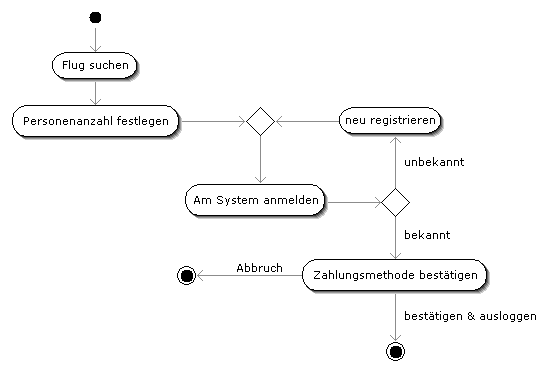 Flug suchen
Personenanzahl festlegen
neu registrieren
unbekannt
Am System anmelden
bekannt
Abbruch
Zahlungsmethode bestätigen
bestätigen & ausloggen